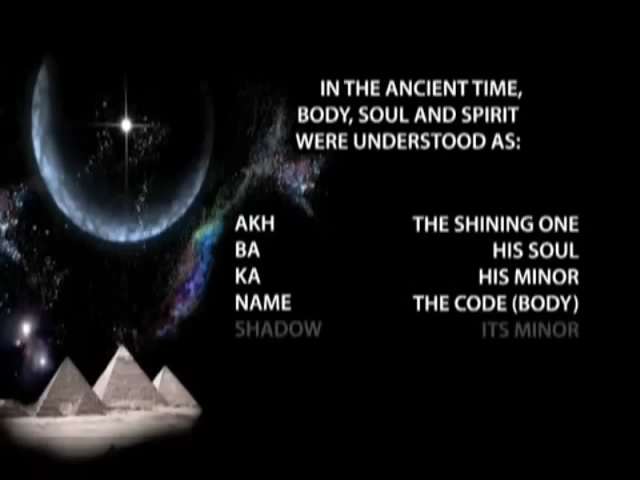 IN THE ANCIENT TIME,
BODY, SOUL AND SPIRIT
WERE UNDERSTOOD AS:
AKH THE SHINING ONE
BA HIS SOUL
KA HIS MINOR
NAME THE CODE (BODY)
SHADOW ITS MINOR